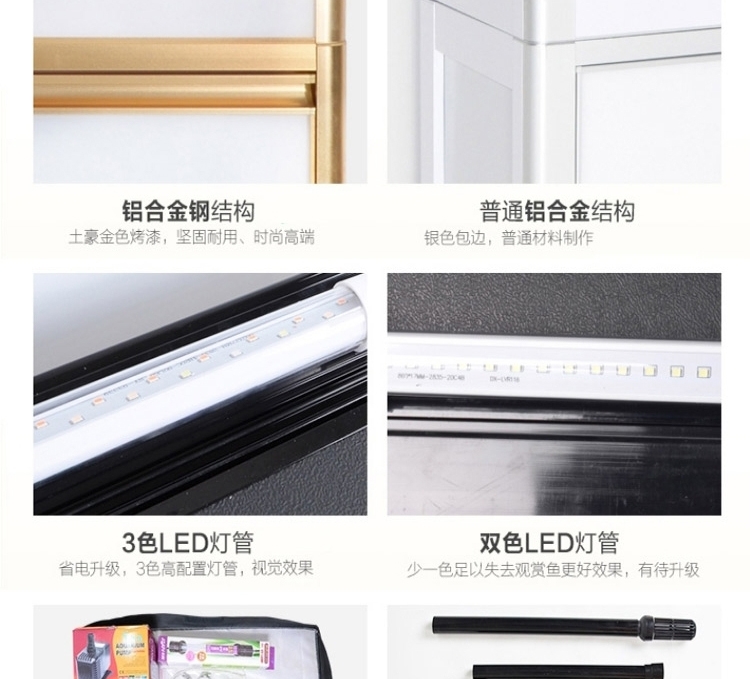 铝合金钢结构
普通铝合金结构
土豪金色烤漆，坚固耐用、时尚高端
银色包边，普通材料制作
3色LED灯管
双色LED灯管
省电升级，3色高配置灯管，视觉效果
少一色足以失去观赏鱼更好效果，有待升级
AQUARIUM
PUMP